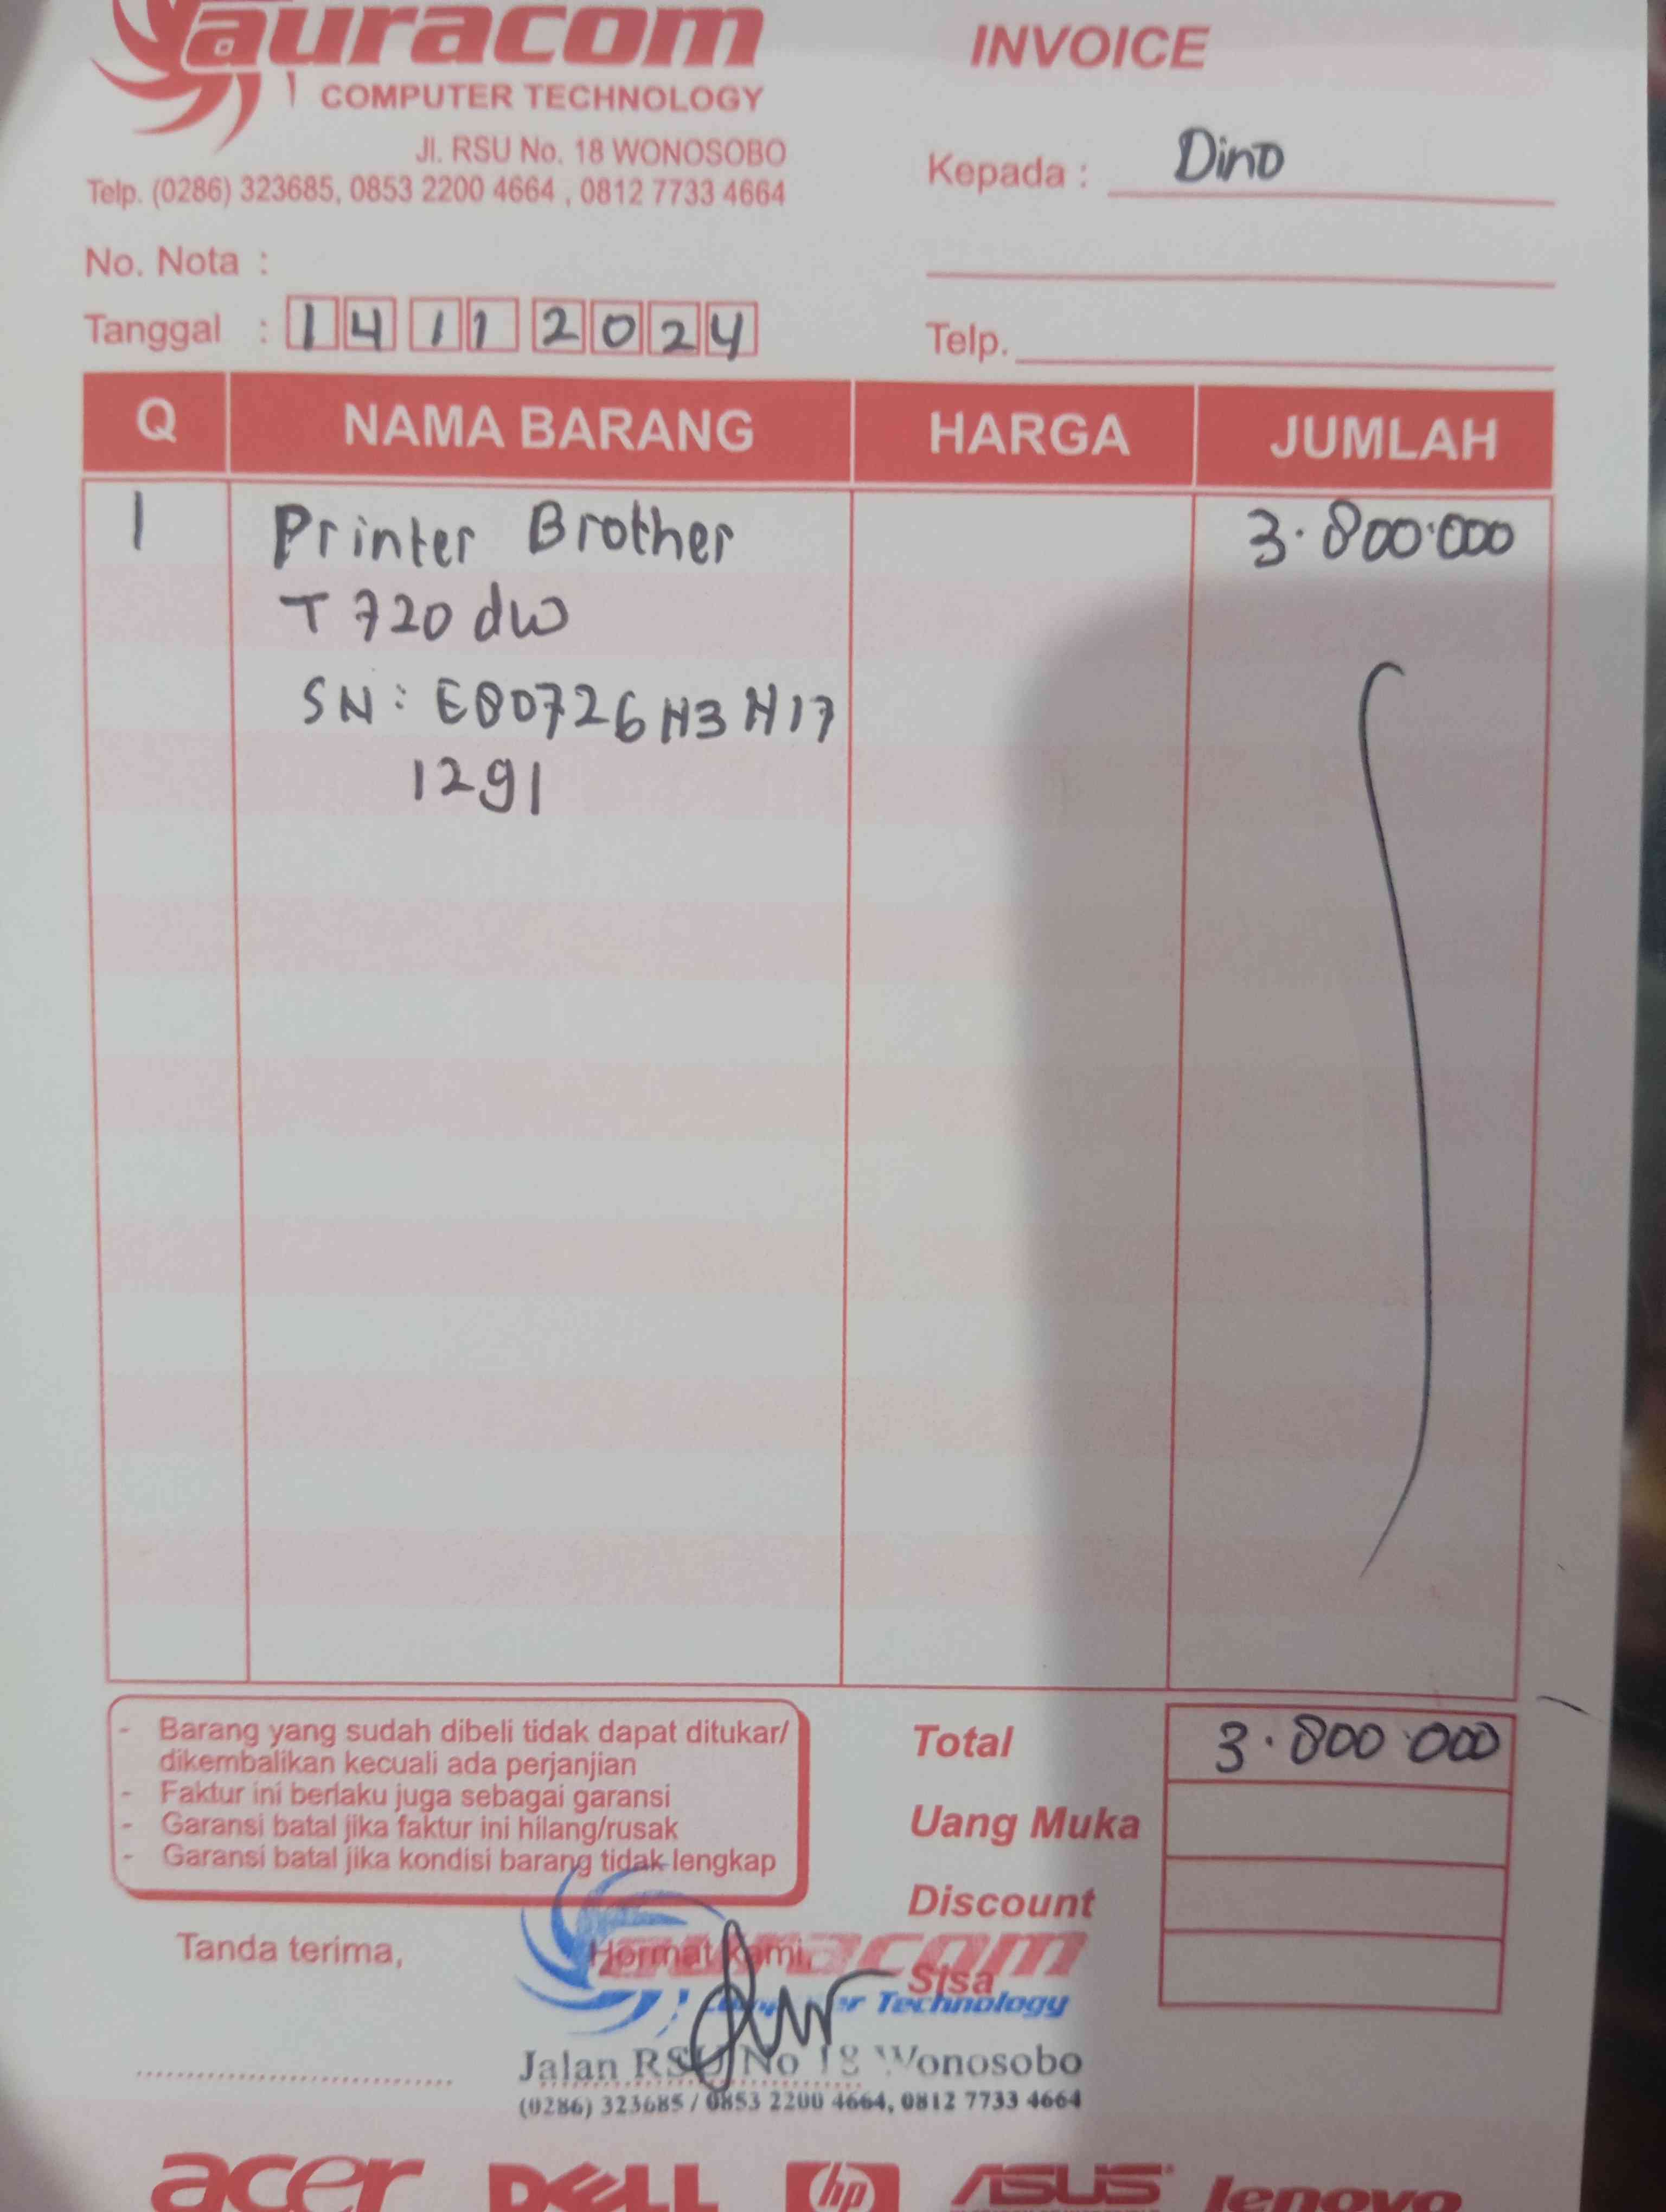 auracom
COMPUTER TECHNOLOGY
Jl. RSU No. 18 WONOSOBO
Telp. (0286) 323685, 0853 2200 4664 , 0812 7733 4664
INVOICE
Kepada : Dino
No. Nota :
Tanggal : 14 11 2024
Telp.
Q NAMA BARANG HARGA JUMLAH
1 Printer Brother 3.800.000
T 720 dw
SN : E80726H3H17
1291
- Barang yang sudah dibeli tidak dapat ditukar/
dikembalikan kecuali ada perjanjian
- Faktur ini berlaku juga sebagai garansi
- Garansi batal jika faktur ini hilang/rusak
- Garansi batal jika kondisi barang tidak lengkap
Total 3.800.000
Uang Muka
Discount
Sisa
Tanda terima,
Hormat kami,
auracom
Computer Technology
Jalan RSU No 18 Wonosobo
(0286) 323685 / 0853 2200 4664, 0812 7733 4664
acer DELL hp ASUS lenovo